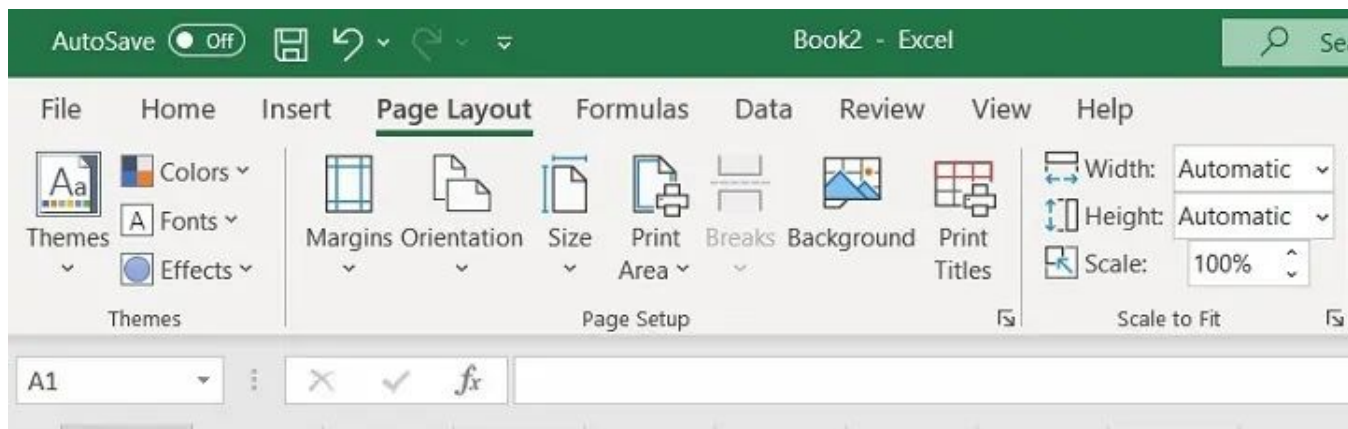 AutoSave Off Book2 - Excel Sea
File Home Insert Page Layout Formulas Data Review View Help
Aa Colors Width: Automatic
A Fonts Height: Automatic
Themes Margins Orientation Size Print Area Breaks Background Print Titles
Effects Scale: 100%
Themes Page Setup Scale to Fit
A1 fx